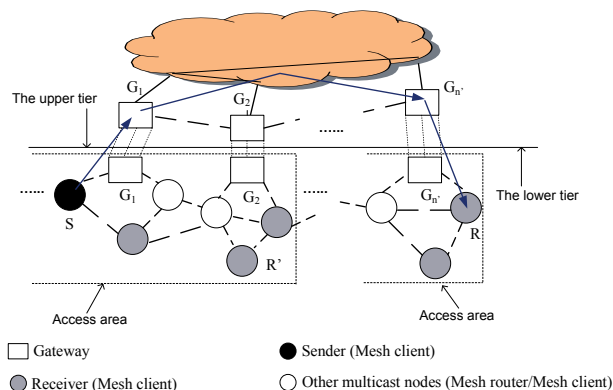 G1
G2
Gn'
The upper tier
......
The lower tier
......
G1
G2
......
Gn'
S
R'
R
Access area
Access area
Gateway
Sender (Mesh client)
Receiver (Mesh client)
Other multicast nodes (Mesh router/Mesh client)